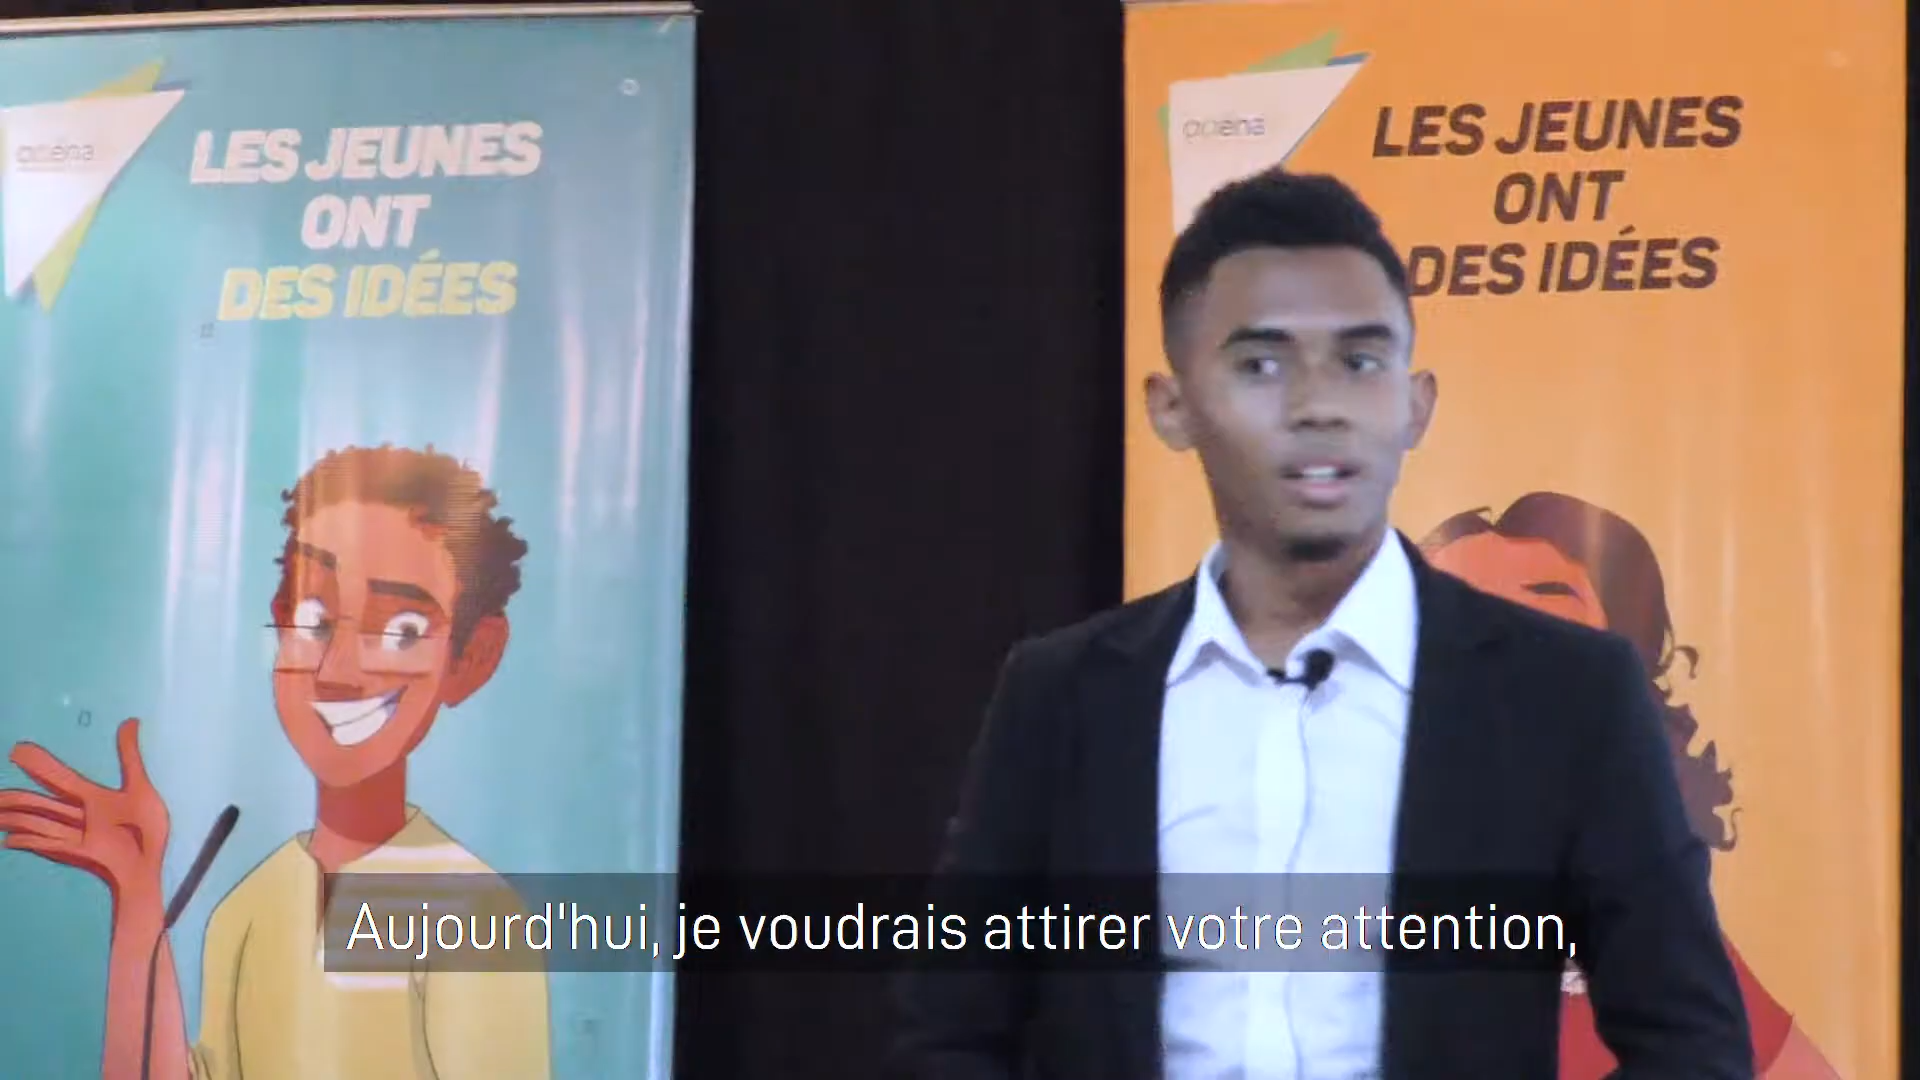 LES JEUNES
ONT
DES IDÉES
LES JEUNES
ONT
DES IDÉES
Aujourd'hui, je voudrais attirer votre attention,